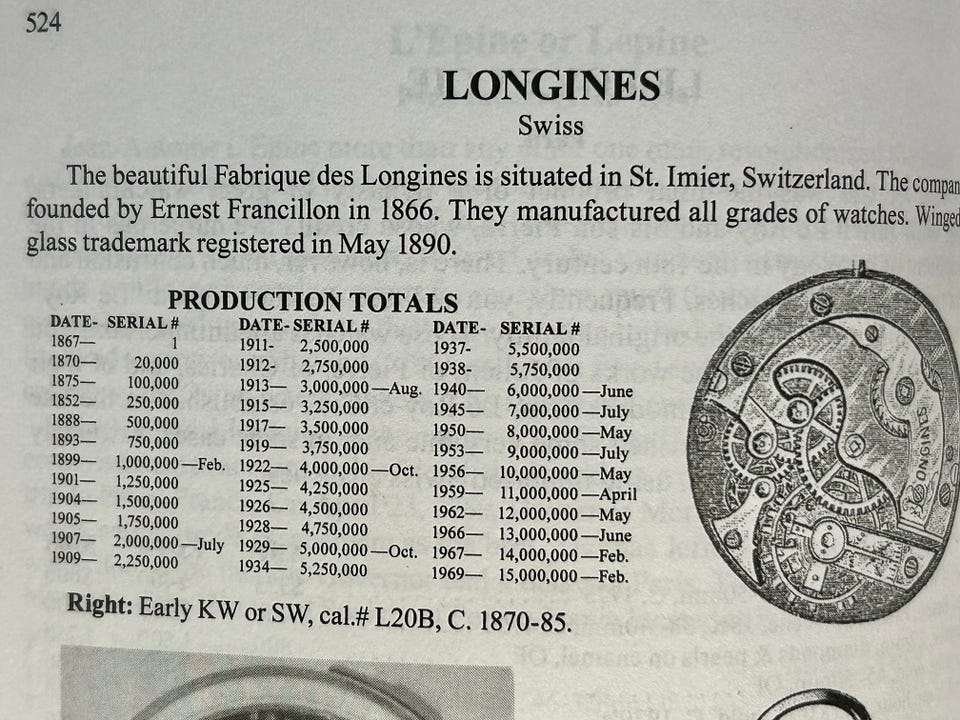 524
LONGINES
Swiss
The beautiful Fabrique des Longines is situated in St. Imier, Switzerland. The compan
founded by Ernest Francillon in 1866. They manufactured all grades of watches. Winged
glass trademark registered in May 1890.
PRODUCTION TOTALS
DATE- SERIAL # DATE- SERIAL # DATE- SERIAL #
1867— 1 1911- 2,500,000 1937- 5,500,000
1870— 20,000 1912- 2,750,000 1938- 5,750,000
1875— 100,000 1913— 3,000,000—Aug. 1940— 6,000,000—June
1852— 250,000 1915— 3,250,000 1945— 7,000,000—July
1888— 500,000 1917— 3,500,000 1950— 8,000,000—May
1893— 750,000 1919— 3,750,000 1953— 9,000,000—July
1899— 1,000,000—Feb. 1922— 4,000,000—Oct. 1956— 10,000,000—May
1901— 1,250,000 1925— 4,250,000 1959— 11,000,000—April
1904— 1,500,000 1926— 4,500,000 1962— 12,000,000—May
1905— 1,750,000 1928— 4,750,000 1966— 13,000,000—June
1907— 2,000,000—July 1929— 5,000,000—Oct. 1967— 14,000,000—Feb.
1909— 2,250,000 1934— 5,250,000 1969— 15,000,000—Feb.
Right: Early KW or SW, cal.# L20B, C. 1870-85.